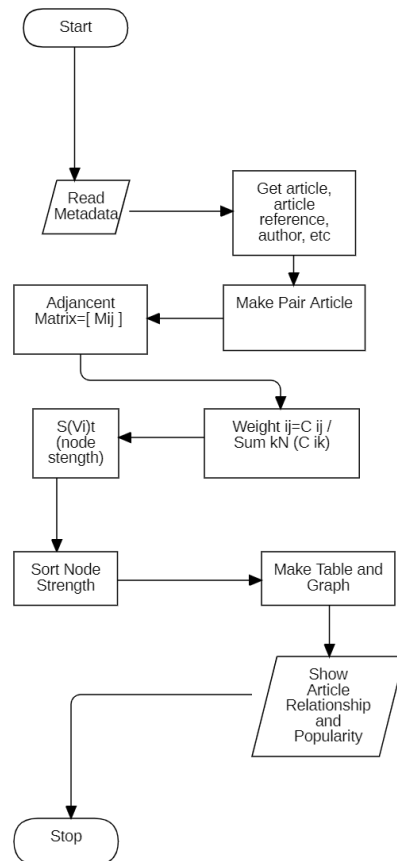 Start
Read
Metadata
Get article,
article
reference,
author, etc
Make Pair Article
Adjancent
Matrix=[ Mij ]
Weight ij=C ij /
Sum kN (C ik)
S(Vi)t
(node
stength)
Sort Node
Strength
Make Table and
Graph
Show
Article
Relationship
and
Popularity
Stop